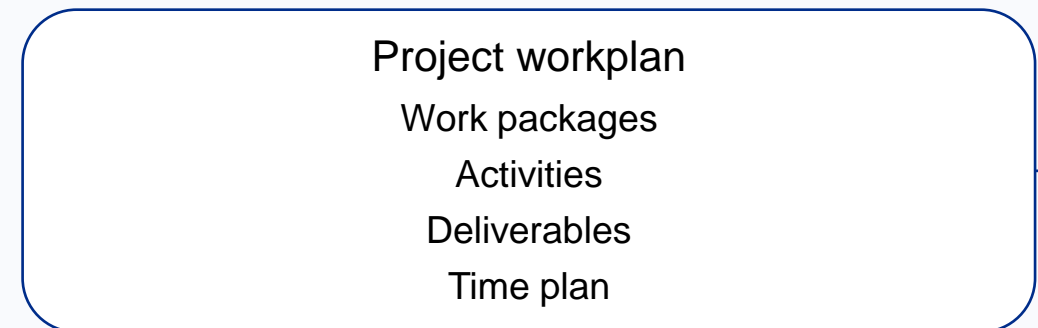 Project workplan
Work packages
Activities
Deliverables
Time plan